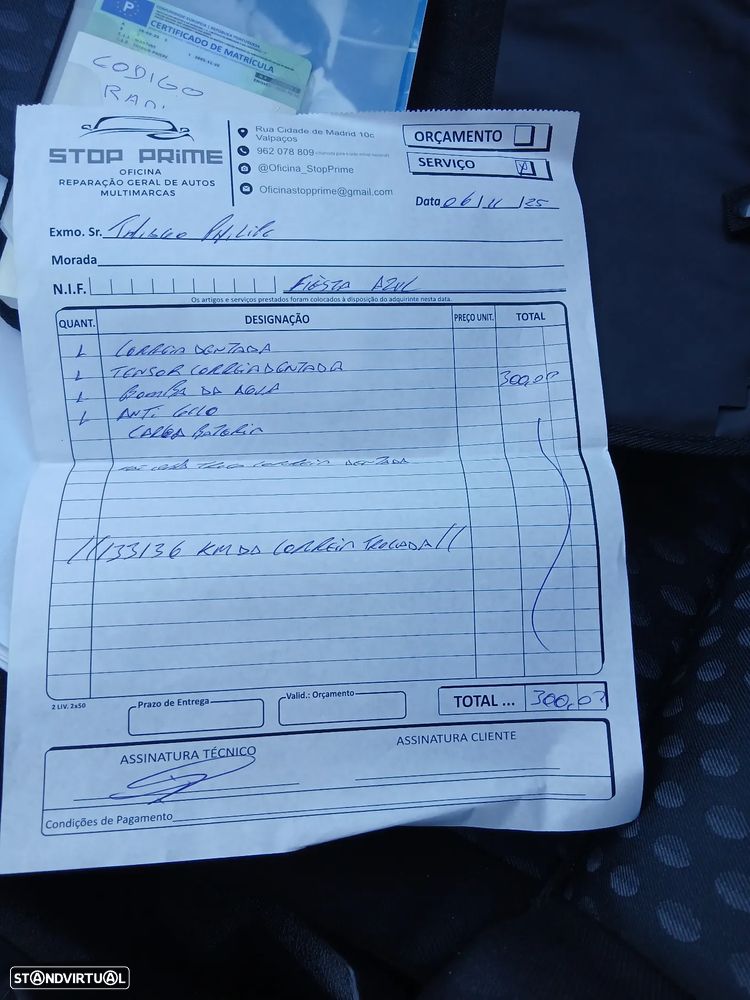 CERTIFICADO DE MATRÍCULA
CODIGO
RADI
STOP PRIME
OFICINA
REPARAÇÃO GERAL DE AUTOS
MULTIMARCAS
Rua Cidade de Madrid 10c
Valpaços
962 078 809
@Oficina_StopPrime
Oficinastopprime@gmail.com
ORÇAMENTO
SERVIÇO X
Data 06/11/25
Exmo. Sr.
Morada
N.I.F. FIESTA AZUL
Os artigos e serviços prestados foram colocados à disposição do adquirinte nesta data.
QUANT. DESIGNAÇÃO PREÇO UNIT. TOTAL
1 CORREIA DENTADA
1 TENSOR CORREIA DENTADA 300,00
1 BOMBA DA AGUA
1 ANTI GELO
CARGA BATERIA
CORREIA DENTADA
//133136 KM DA CORREIA TROCADA//
2 LIV. 2x50
Prazo de Entrega
Valid.: Orçamento
TOTAL ... 300,00
ASSINATURA TÉCNICO
ASSINATURA CLIENTE
Condições de Pagamento
STANDVIRTUAL